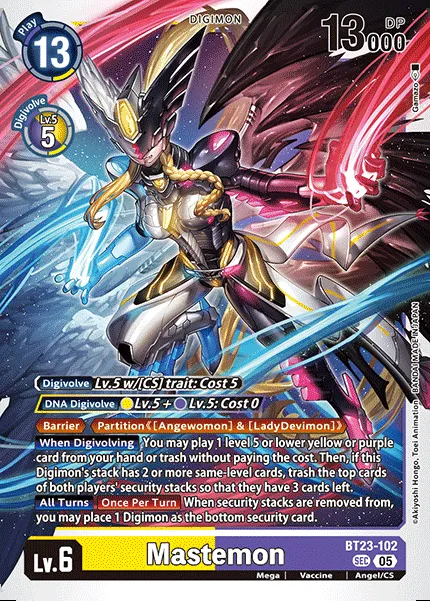 DIGIMON
Play
13
13000 DP
Digivolve
Lv.5
5
Gamazo
Digivolve Lv.5 w/[CS] trait: Cost 5
DNA Digivolve Lv.5 + Lv.5: Cost 0
Barrier Partition《[Angewomon] & [LadyDevimon]》
When Digivolving You may play 1 level 5 or lower yellow or purple
card from your hand or trash without paying the cost. Then, if this
Digimon's stack has 2 or more same-level cards, trash the top cards
of both players' security stacks so that they have 3 cards left.
All Turns Once Per Turn When security stacks are removed from,
you may place 1 Digimon as the bottom security card.
©Akiyoshi Hongo, Toei Animation BANDAI MADE IN JAPAN
BT23-102
Lv.6 Mastemon SEC 05
Mega | Vaccine | Angel/CS